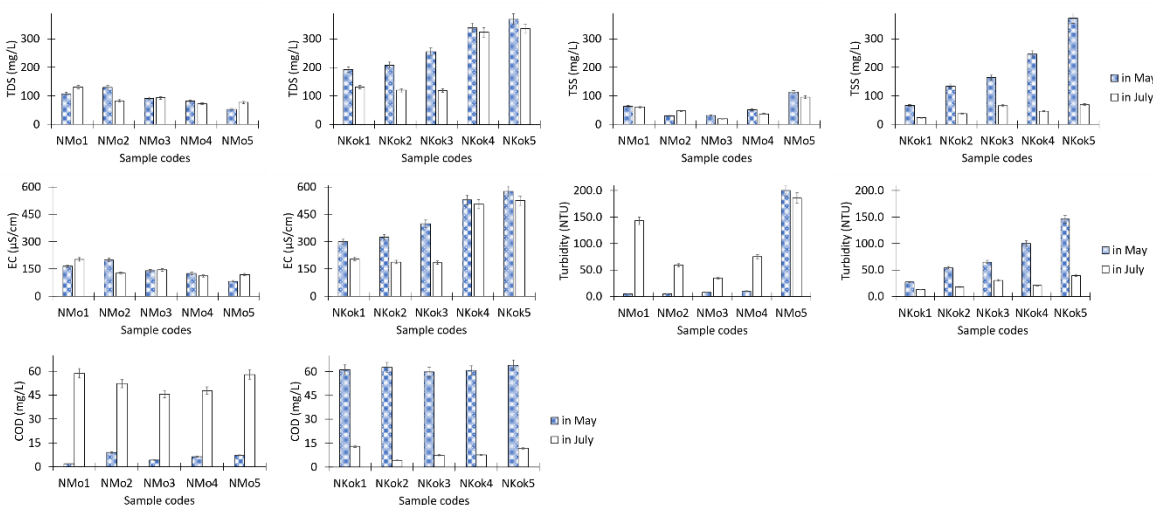 TDS (mg/L)
300
200
100
0
NMo1 NMo2 NMo3 NMo4 NMo5
Sample codes
TDS (mg/L)
300
200
100
0
NKok1 NKok2 NKok3 NKok4 NKok5
Sample codes
TSS (mg/L)
300
200
100
0
NMo1 NMo2 NMo3 NMo4 NMo5
Sample codes
TSS (mg/L)
300
200
100
0
NKok1 NKok2 NKok3 NKok4 NKok5
Sample codes
in May
in July
EC (µS/cm)
600
450
300
150
0
NMo1 NMo2 NMo3 NMo4 NMo5
Sample codes
EC (µS/cm)
600
450
300
150
0
NKok1 NKok2 NKok3 NKok4 NKok5
Sample codes
Turbidity (NTU)
200.0
150.0
100.0
50.0
0.0
NMo1 NMo2 NMo3 NMo4 NMo5
Sample codes
Turbidity (NTU)
200.0
150.0
100.0
50.0
0.0
NKok1 NKok2 NKok3 NKok4 NKok5
Sample codes
in May
in July
COD (mg/L)
60
45
30
15
0
NMo1 NMo2 NMo3 NMo4 NMo5
Sample codes
COD (mg/L)
60
45
30
15
0
NKok1 NKok2 NKok3 NKok4 NKok5
Sample codes
in May
in July